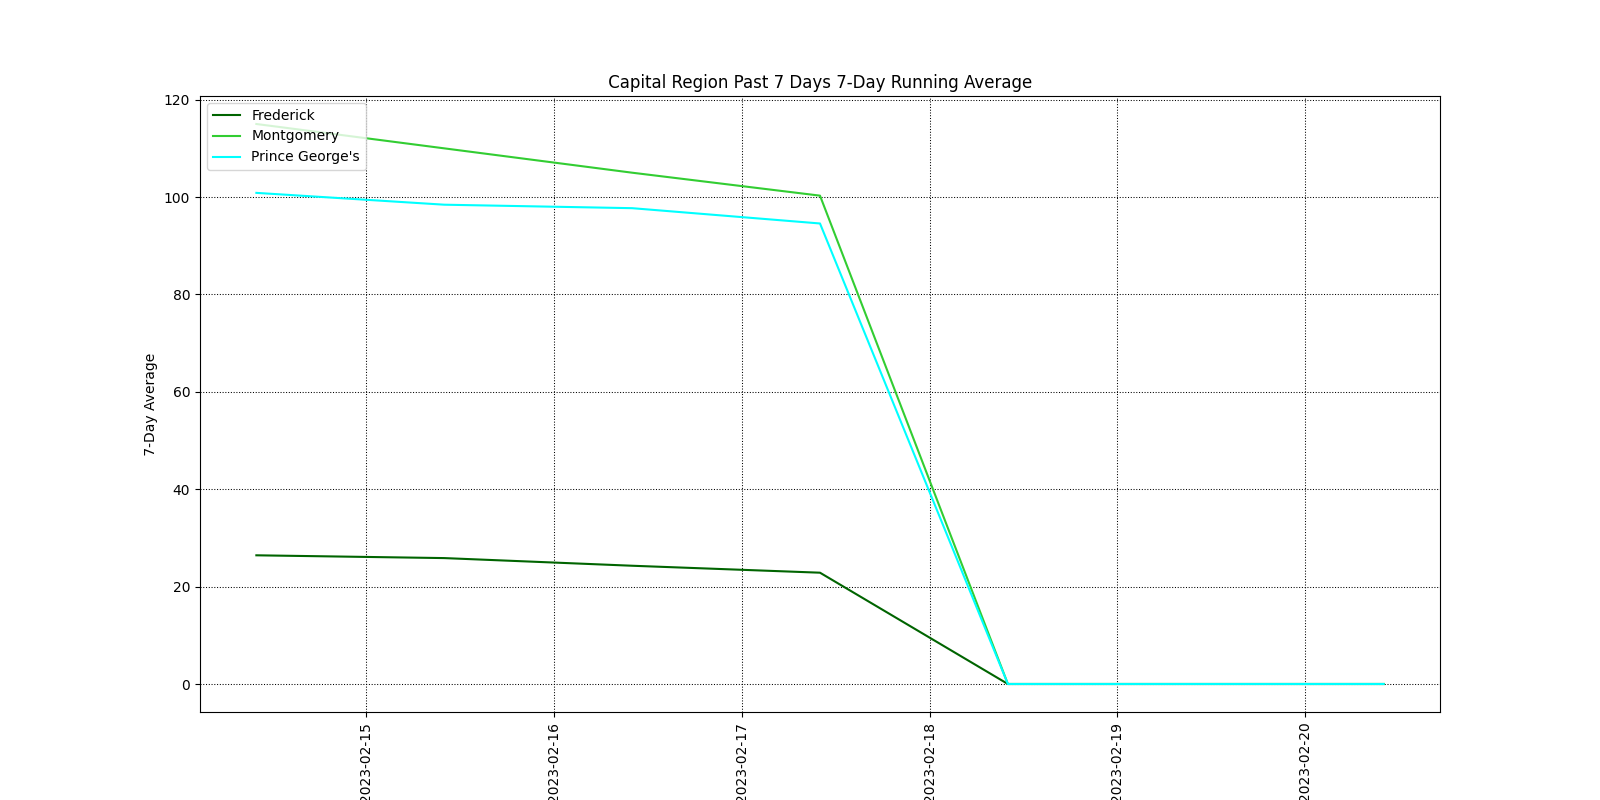 Capital Region Past 7 Days 7-Day Running Average
Frederick
Montgomery
Prince George's
7-Day Average
120
100
80
60
40
20
0
2023-02-15
2023-02-16
2023-02-17
2023-02-18
2023-02-19
2023-02-20